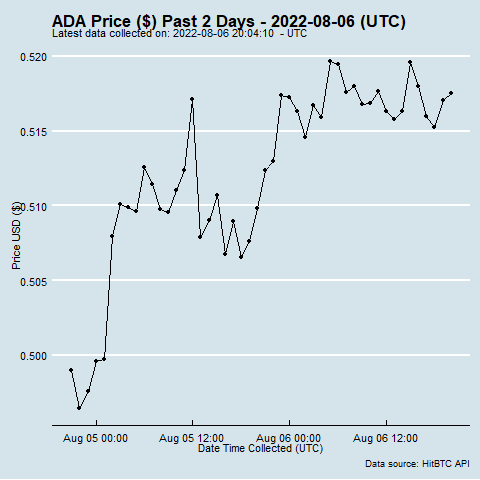 ADA Price ($) Past 2 Days - 2022-08-06 (UTC)
Latest data collected on: 2022-08-06 20:04:10  - UTC
0.520
0.515
0.510
0.505
0.500
Price USD ($)
Aug 05 00:00 Aug 05 12:00 Aug 06 00:00 Aug 06 12:00
Date Time Collected (UTC)
Data source: HitBTC API